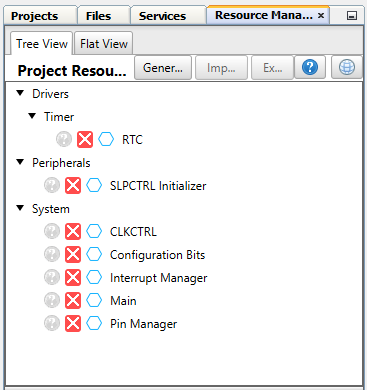 Projects Files Services Resource Mana... ×
Tree View Flat View
Project Resou... Gener... Imp... Ex... ?
Drivers
Timer
? RTC
Peripherals
? SLPCTRL Initializer
System
? CLKCTRL
? Configuration Bits
? Interrupt Manager
? Main
? Pin Manager